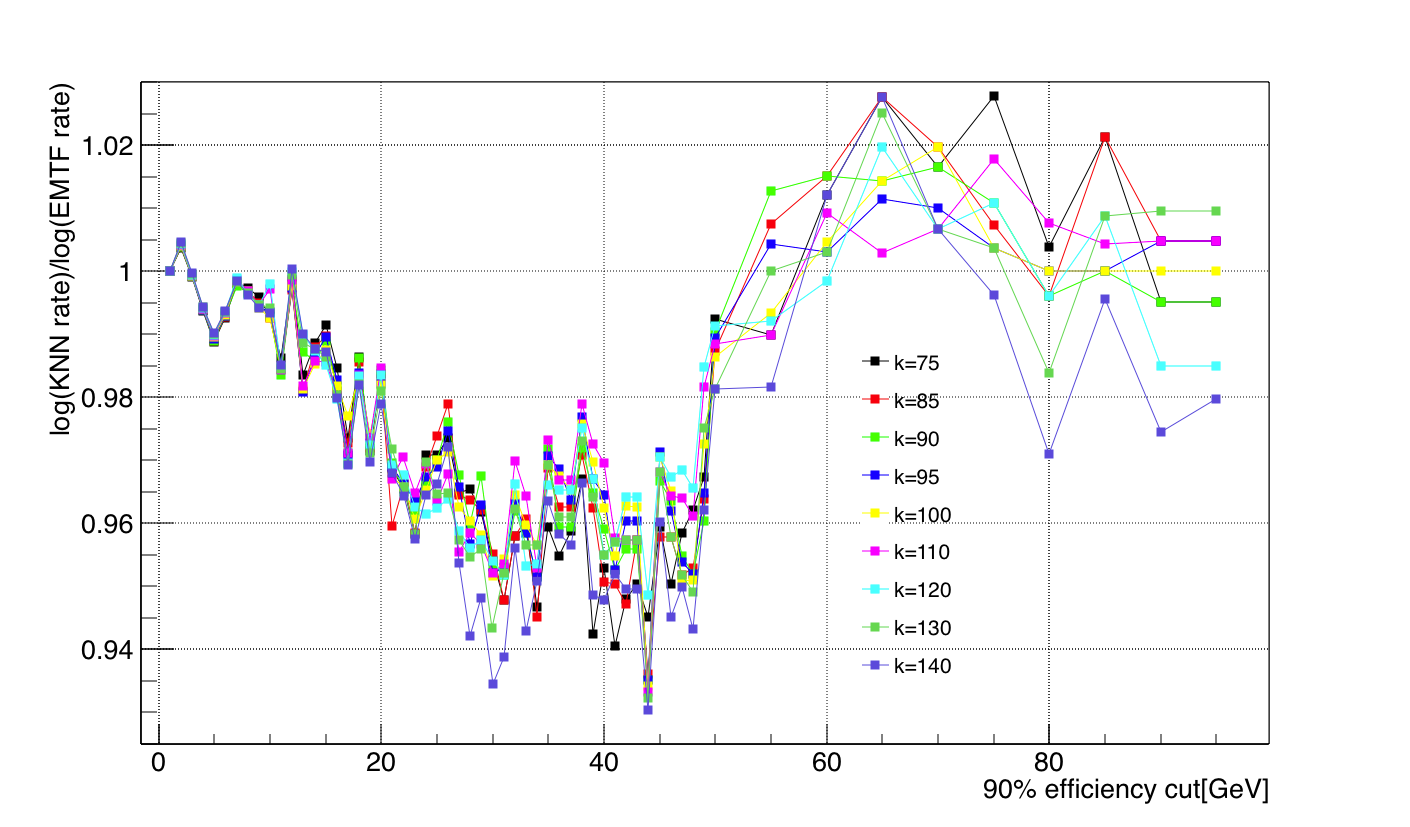 log(KNN rate)/log(EMTF rate)
1.02
1
0.98
0.96
0.94
k=75
k=85
k=90
k=95
k=100
k=110
k=120
k=130
k=140
0 20 40 60 80
90% efficiency cut[GeV]